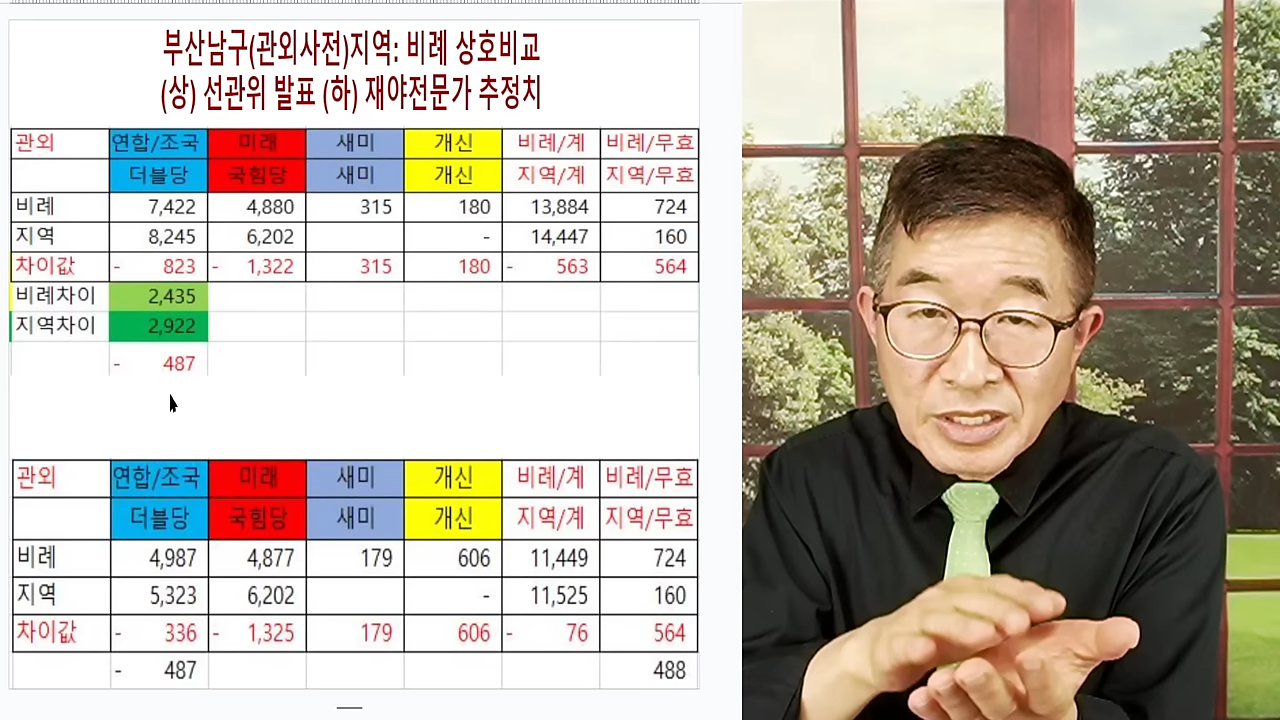 부산남구(관외사전)지역: 비례 상호비교
(상) 선관위 발표 (하) 재야전문가 추정치
관외 연합/조국 미래 새미 개신 비례/계 비례/무효
더블당 국힘당 새미 개신 지역/계 지역/무효
비례 7,422 4,880 315 180 13,884 724
지역 8,245 6,202 - 14,447 160
차이값 - 823 - 1,322 315 180 - 563 564
비례차이 2,435
지역차이 2,922
- 487
관외 연합/조국 미래 새미 개신 비례/계 비례/무효
더블당 국힘당 새미 개신 지역/계 지역/무효
비례 4,987 4,877 179 606 11,449 724
지역 5,323 6,202 - 11,525 160
차이값 - 336 - 1,325 179 606 - 76 564
- 487 488